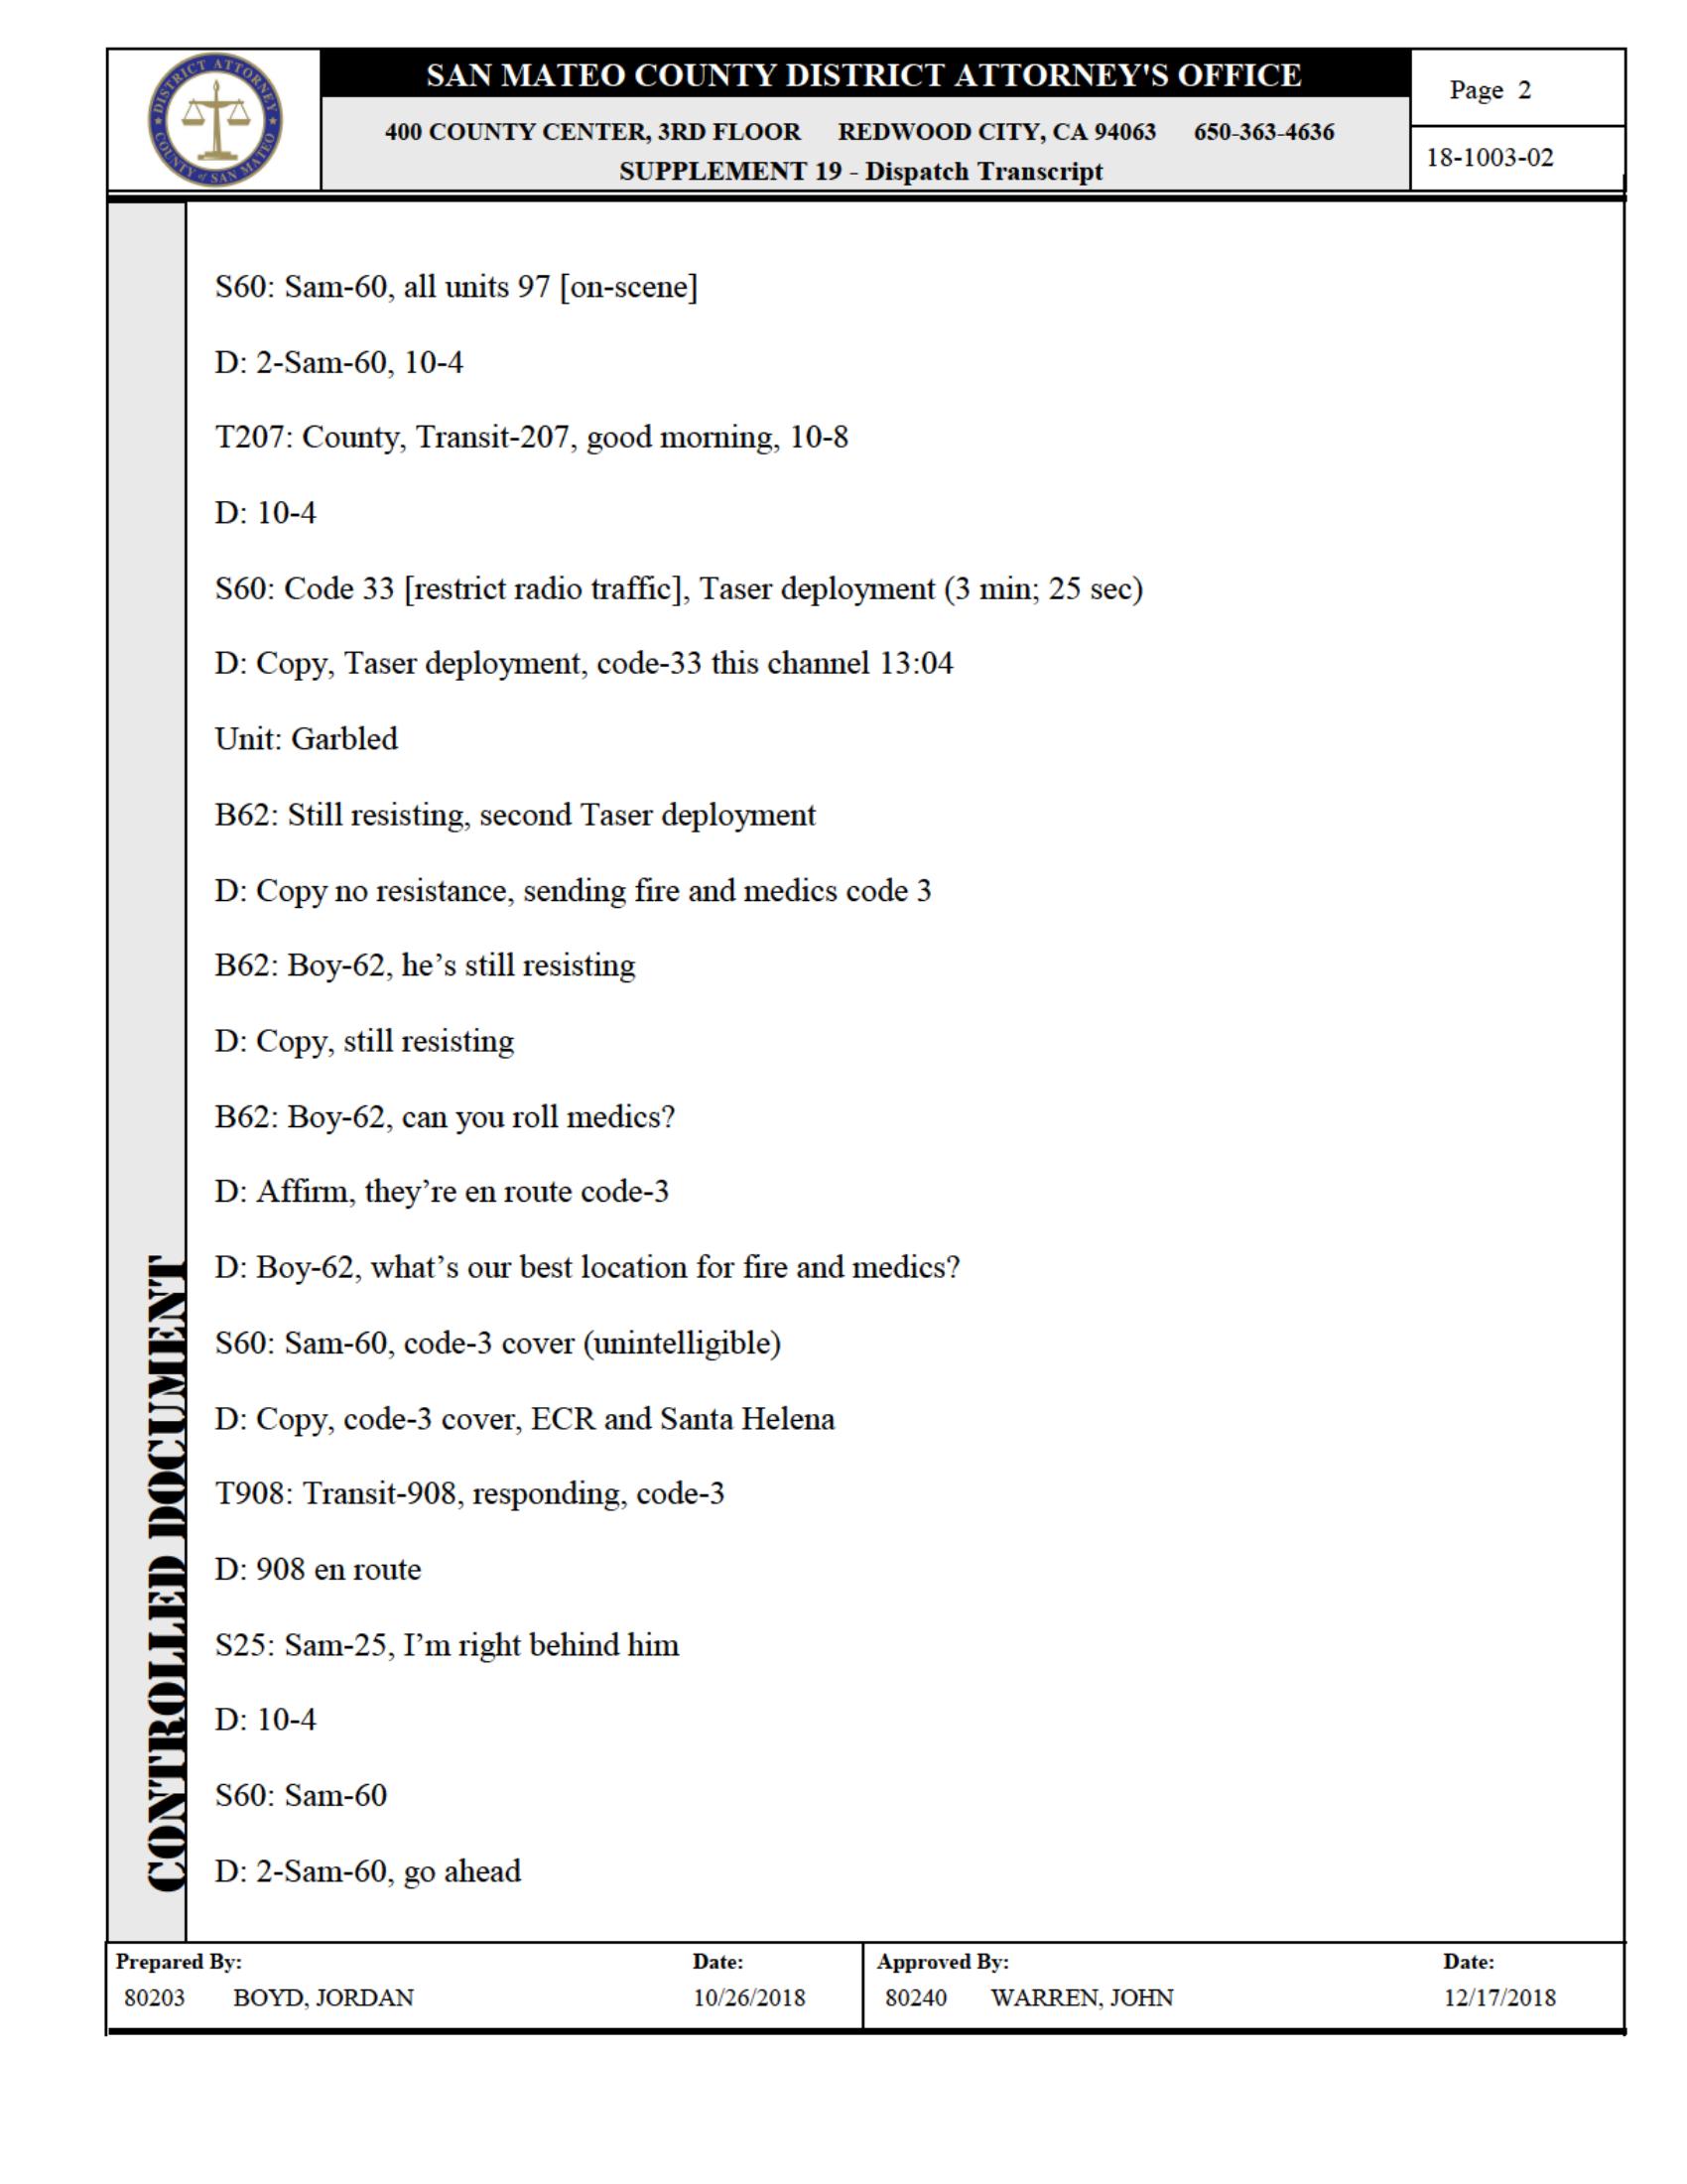 DISTRICT ATTORNEY
COUNTY of SAN MATEO
SAN MATEO COUNTY DISTRICT ATTORNEY'S OFFICE
400 COUNTY CENTER, 3RD FLOOR REDWOOD CITY, CA 94063 650-363-4636
SUPPLEMENT 19 - Dispatch Transcript
Page 2
18-1003-02
S60: Sam-60, all units 97 [on-scene]
D: 2-Sam-60, 10-4
T207: County, Transit-207, good morning, 10-8
D: 10-4
S60: Code 33 [restrict radio traffic], Taser deployment (3 min; 25 sec)
D: Copy, Taser deployment, code-33 this channel 13:04
Unit: Garbled
B62: Still resisting, second Taser deployment
D: Copy no resistance, sending fire and medics code 3
B62: Boy-62, he’s still resisting
D: Copy, still resisting
B62: Boy-62, can you roll medics?
D: Affirm, they’re en route code-3
D: Boy-62, what’s our best location for fire and medics?
S60: Sam-60, code-3 cover (unintelligible)
D: Copy, code-3 cover, ECR and Santa Helena
T908: Transit-908, responding, code-3
D: 908 en route
S25: Sam-25, I’m right behind him
D: 10-4
S60: Sam-60
D: 2-Sam-60, go ahead
CONTROLLED DOCUMENT
Prepared By: Date: Approved By: Date:
80203 BOYD, JORDAN 10/26/2018 80240 WARREN, JOHN 12/17/2018